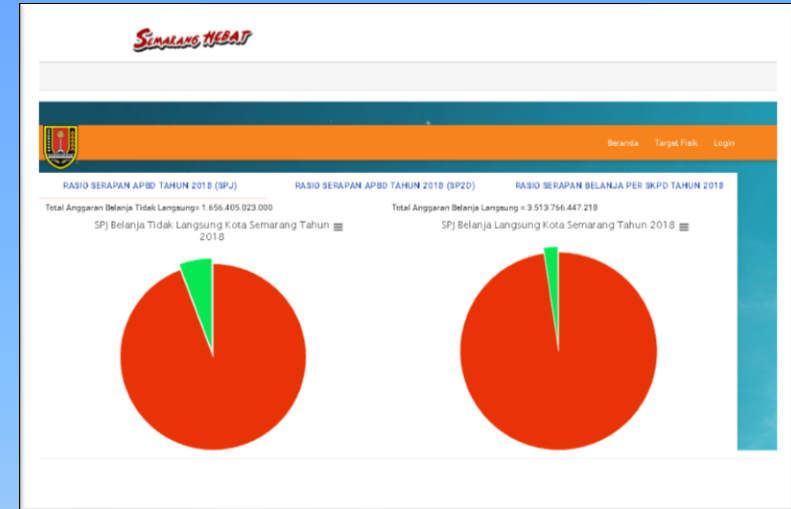 SEMARANG HEBAT
Beranda Target Fisik Login
RASIO SERAPAN APBD TAHUN 2018 (SPJ) RASIO SERAPAN APBD TAHUN 2018 (SP2D) RASIO SERAPAN BELANJA PER SKPD TAHUN 2018
Total Anggaran Belanja Tidak Langsung= 1.656.405.023.000
SPJ Belanja Tidak Langsung Kota Semarang Tahun
2018
Total Anggaran Belanja Langsung = 3.513.766.447.218
SPJ Belanja Langsung Kota Semarang Tahun 2018